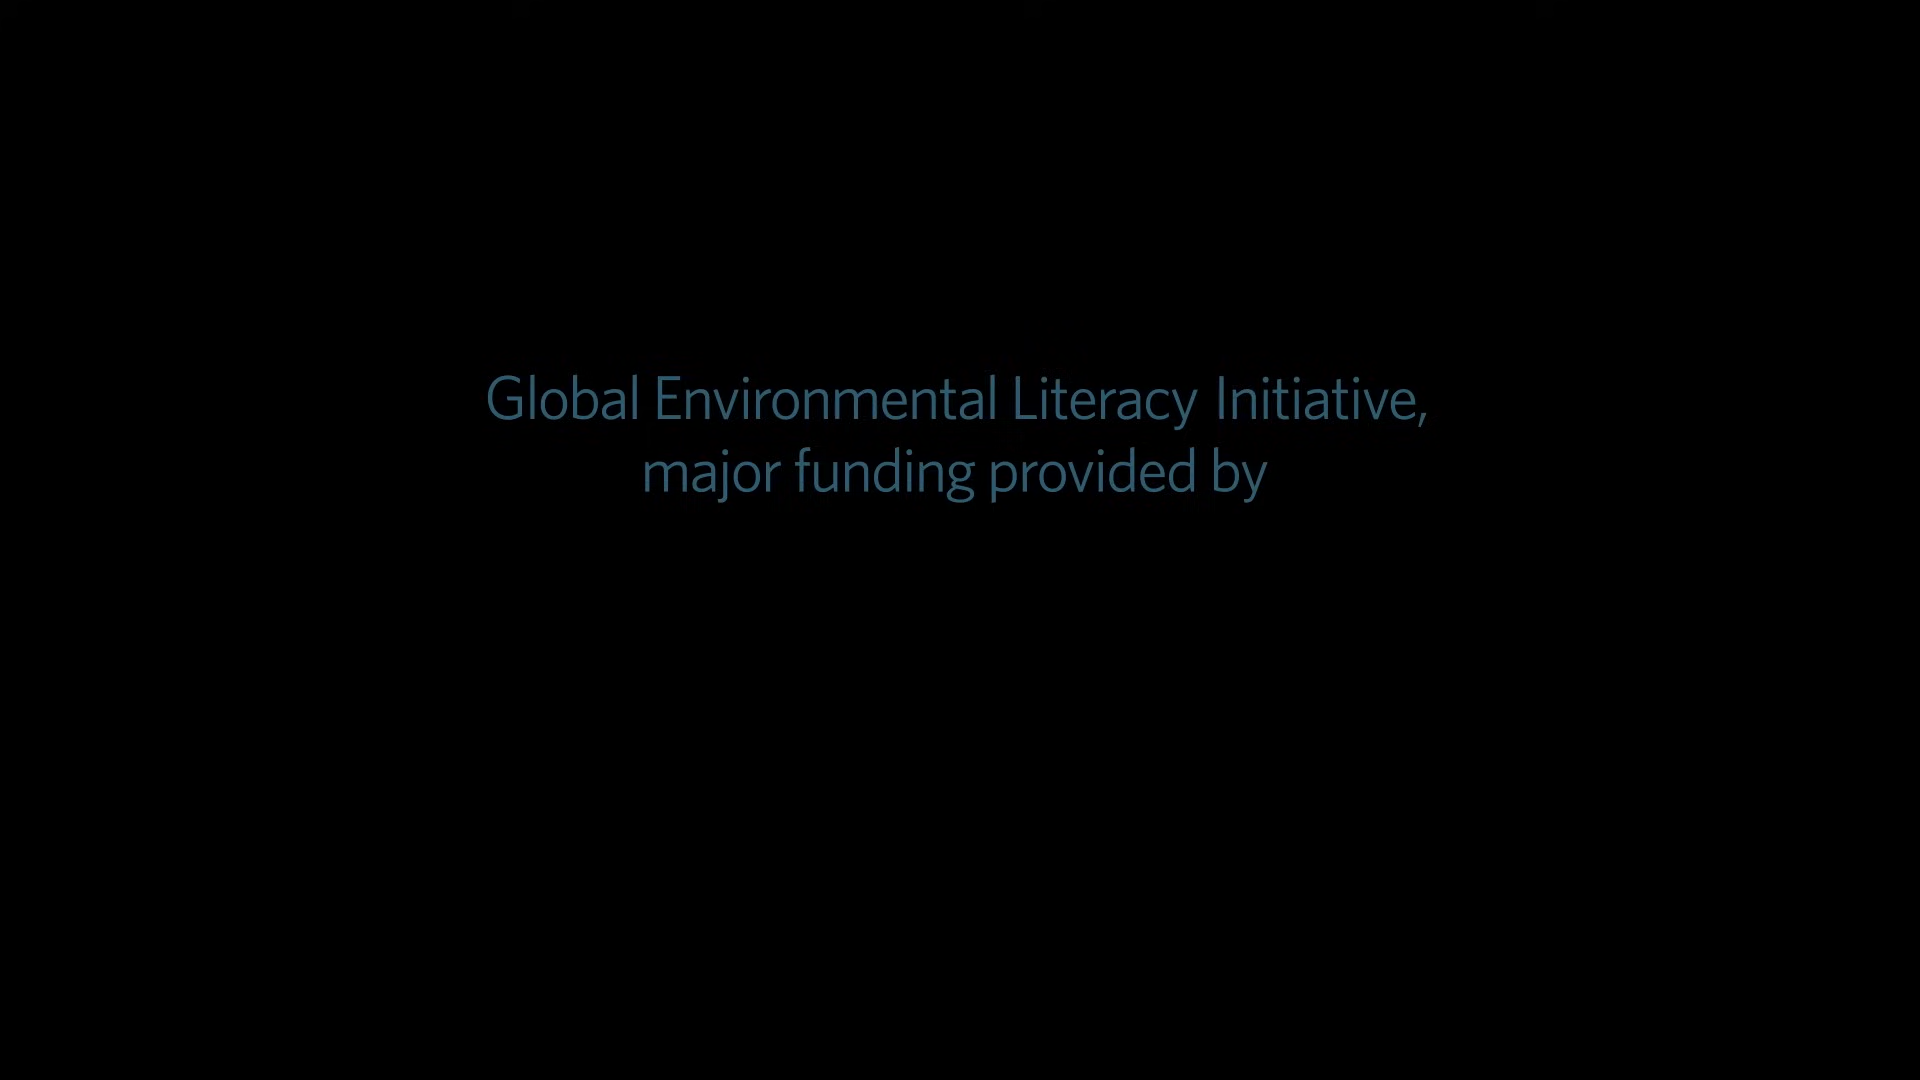 Global Environmental Literacy Initiative,
major funding provided by